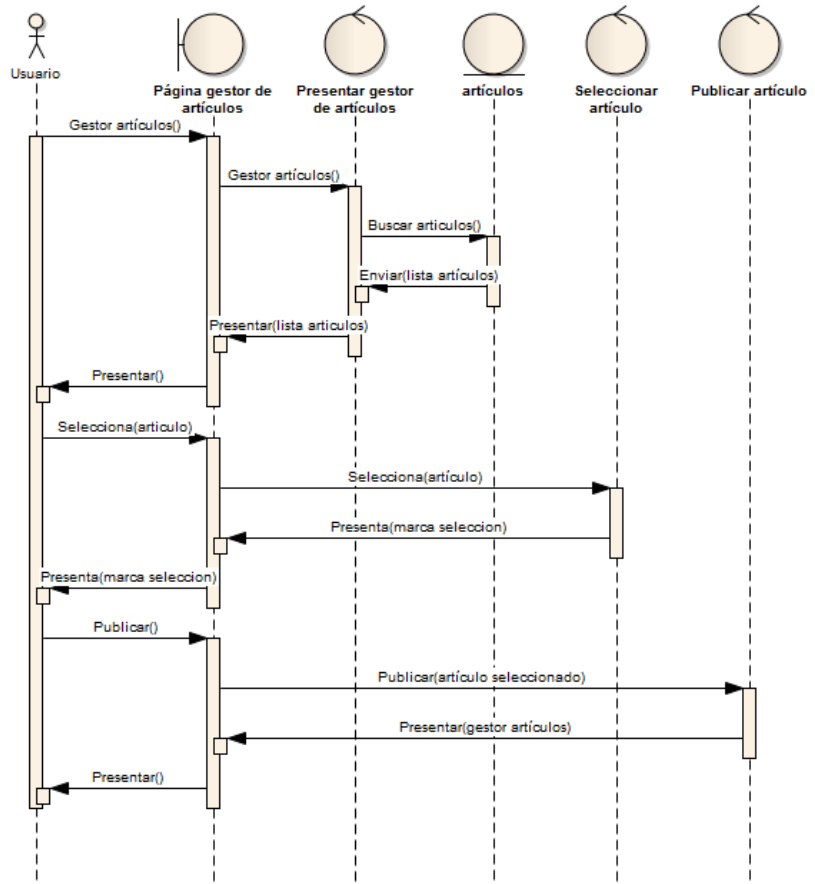 Usuario
Página gestor de
artículos
Presentar gestor
de artículos
artículos
Seleccionar
artículo
Publicar artículo
Gestor artículos()
Gestor artículos()
Buscar articulos()
Enviar(lista artículos)
Presentar(lista articulos)
Presentar()
Selecciona(articulo)
Selecciona(artículo)
Presenta(marca seleccion)
Presenta(marca seleccion)
Publicar()
Publicar(artículo seleccionado)
Presentar(gestor artículos)
Presentar()